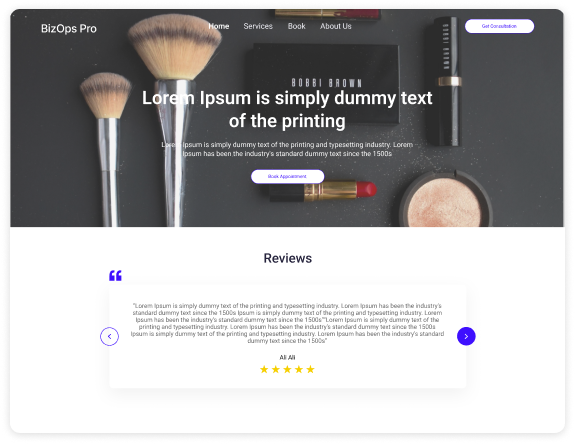 BizOps Pro
Home Services Book About Us
Get Consultation
BOBBI BROWN
Lorem Ipsum is simply dummy text
of the printing
Lorem Ipsum is simply dummy text of the printing and typesetting industry. Lorem
Ipsum has been the industry's standard dummy text since the 1500s
Book Appointment
Reviews
"Lorem Ipsum is simply dummy text of the printing and typesetting industry. Lorem Ipsum has been the industry's
standard dummy text since the 1500s Ipsum is simply dummy text of the printing and typesetting industry. Lorem
Ipsum has been the industry's standard dummy text since the 1500s""Lorem Ipsum is simply dummy text of the
printing and typesetting industry. Lorem Ipsum has been the industry's standard dummy text since the 1500s
Ipsum is simply dummy text of the printing and typesetting industry. Lorem Ipsum has been the industry's standard
dummy text since the 1500s"
Ali Ali